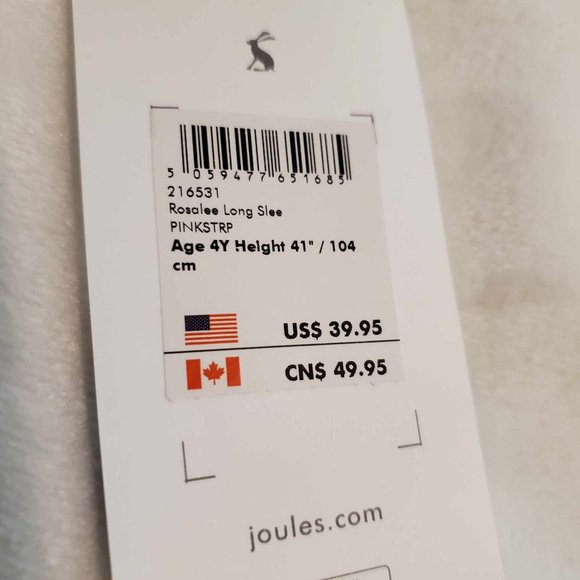 5 059477 651685
216531
Rosalee Long Slee
PINKSTRP
Age 4Y Height 41" / 104
cm
US$ 39.95
CN$ 49.95
joules.com